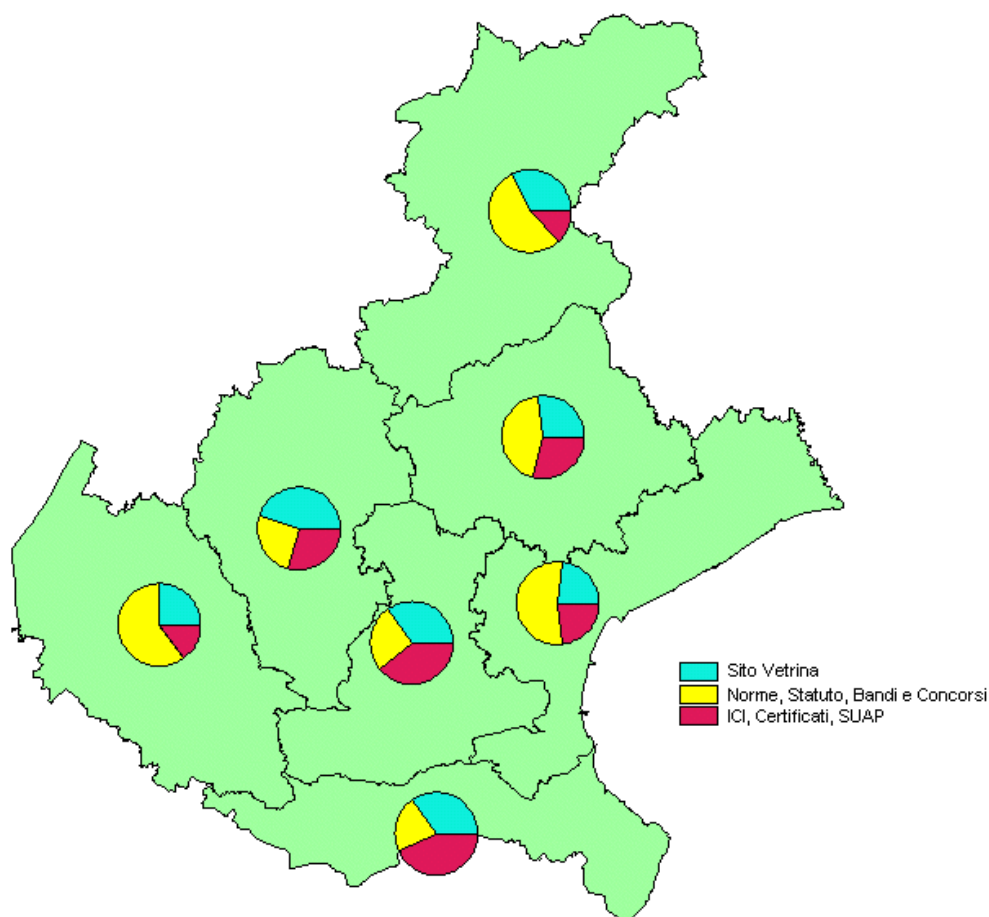 Sito Vetrina
Norme, Statuto, Bandi e Concorsi
ICI, Certificati, SUAP